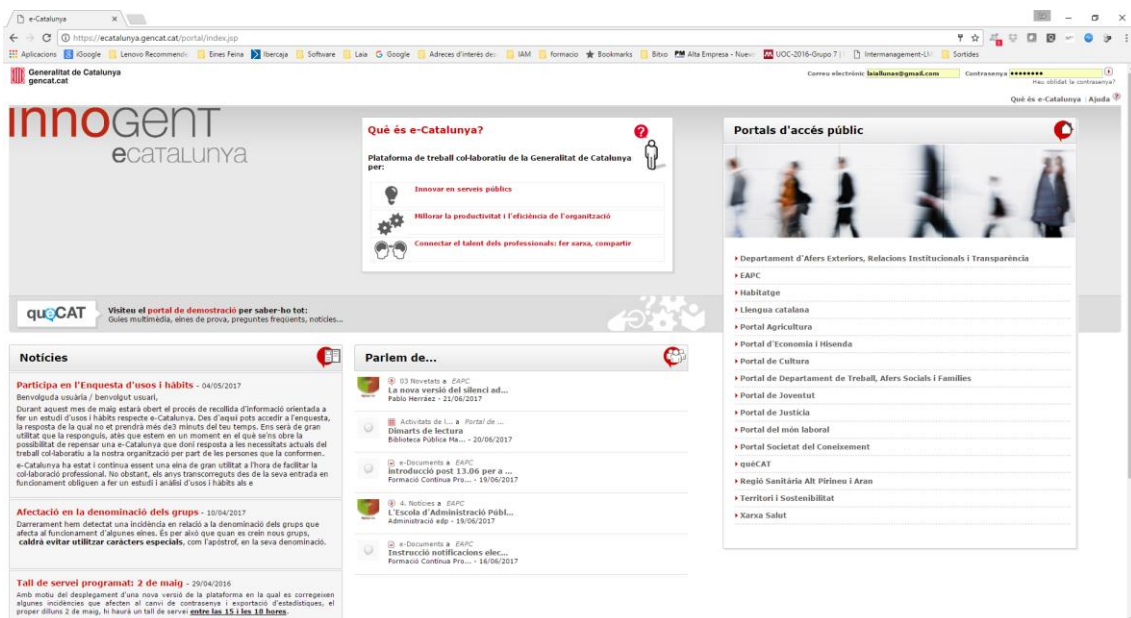 e-Catalunya
https://ecatalunya.gencat.cat/portal/index.jsp
Aplicacions iGoogle Lenovo Recommends Eines Feina Ibercaja Software Laia Google Adreces d'interès des IAM formacio Bookmarks Bitxo Alta Empresa - Nuevo UOC-2016-Grupo 7 | Intermanagement-LM Sortides
Generalitat de Catalunya
gencat.cat
Correu electrònic laiallunas@gmail.com Contrasenya ••••••••
Heu oblidat la contrasenya?
Què és e-Catalunya | Ajuda
INNOGENT
eCATALUNYA
Què és e-Catalunya?
Plataforma de treball col·laboratiu de la Generalitat de Catalunya
per:
Innovar en serveis públics
Millorar la productivitat i l'eficiència de l'organització
Connectar el talent dels professionals: fer xarxa, compartir
queCAT
Visiteu el portal de demostració per saber-ho tot:
Guies multimèdia, eines de prova, preguntes freqüents, notícies...
Portals d'accés públic
Departament d'Afers Exteriors, Relacions Institucionals i Transparència
EAPC
Habitatge
Llengua catalana
Portal Agricultura
Portal d'Economia i Hisenda
Portal de Cultura
Portal de Departament de Treball, Afers Socials i Famílies
Portal de Joventut
Portal de Justícia
Portal del món laboral
Portal Societat del Coneixement
quèCAT
Regió Sanitària Alt Pirineu i Aran
Territori i Sostenibilitat
Xarxa Salut
Notícies
Participa en l'Enquesta d'usos i hàbits - 04/05/2017
Benvolguda usuària / benvolgut usuari,
Durant aquest mes de maig estarà obert el procés de recollida d'informació orientada a
fer un estudi d'usos i hàbits respecte e-Catalunya. Des d'aquí pots accedir a l'enquesta,
la resposta de la qual no et prendrà més de3 minuts del teu temps. Ens serà de gran
utilitat que la responguis, atès que estem en un moment en el què se'ns obre la
possibilitat de repensar una e-Catalunya que doni resposta a les necessitats actuals del
treball col·laboratiu a la nostra organització per part de les persones que la conformen.
e-Catalunya ha estat i continua essent una eina de gran utilitat a l'hora de facilitar la
col·laboració professional. No obstant, els anys transcorreguts des de la seva entrada en
funcionament obliguen a fer un estudi i anàlisi d'usos i hàbits als e
Afectació en la denominació dels grups - 10/04/2017
Darrerament hem detectat una incidència en relació a la denominació dels grups que
afecta al funcionament d'algunes eines. És per això que quan es creïn nous grups,
caldrà evitar utilitzar caràcters especials, com l'apòstrof, en la seva denominació.
Tall de servei programat: 2 de maig - 29/04/2016
Amb motiu del desplegament d'una nova versió de la plataforma en la qual es corregeixen
algunes incidències que afecten al canvi de contrasenya i exportació d'estadístiques, el
proper dilluns 2 de maig, hi haurà un tall de servei entre las 15 i les 18 hores.
Parlem de...
03 Novetats a EAPC
La nova versió del silenci ad...
Pablo Herráez - 21/06/2017
Activitats de l... a Portal de ...
Dimarts de lectura
Biblioteca Pública Ma... - 20/06/2017
e-Documents a EAPC
introducció post 13.06 per a ...
Formació Continua Pro... - 19/06/2017
4. Notícies a EAPC
L'Escola d'Administració Públ...
Administració edp - 19/06/2017
e-Documents a EAPC
Instrucció notificacions elec...
Formació Continua Pro... - 16/06/2017